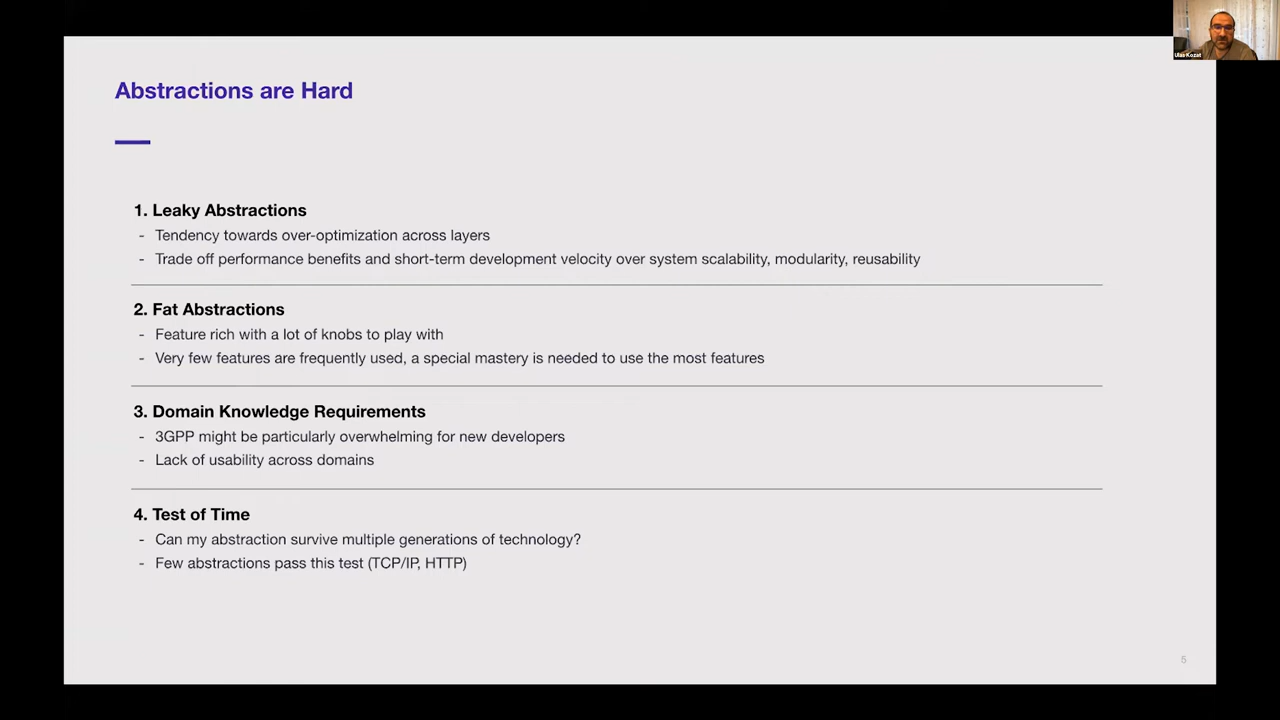 Abstractions are Hard
1. Leaky Abstractions
- Tendency towards over-optimization across layers
- Trade off performance benefits and short-term development velocity over system scalability, modularity, reusability
2. Fat Abstractions
- Feature rich with a lot of knobs to play with
- Very few features are frequently used, a special mastery is needed to use the most features
3. Domain Knowledge Requirements
- 3GPP might be particularly overwhelming for new developers
- Lack of usability across domains
4. Test of Time
- Can my abstraction survive multiple generations of technology?
- Few abstractions pass this test (TCP/IP, HTTP)
5
Ulas Kozat